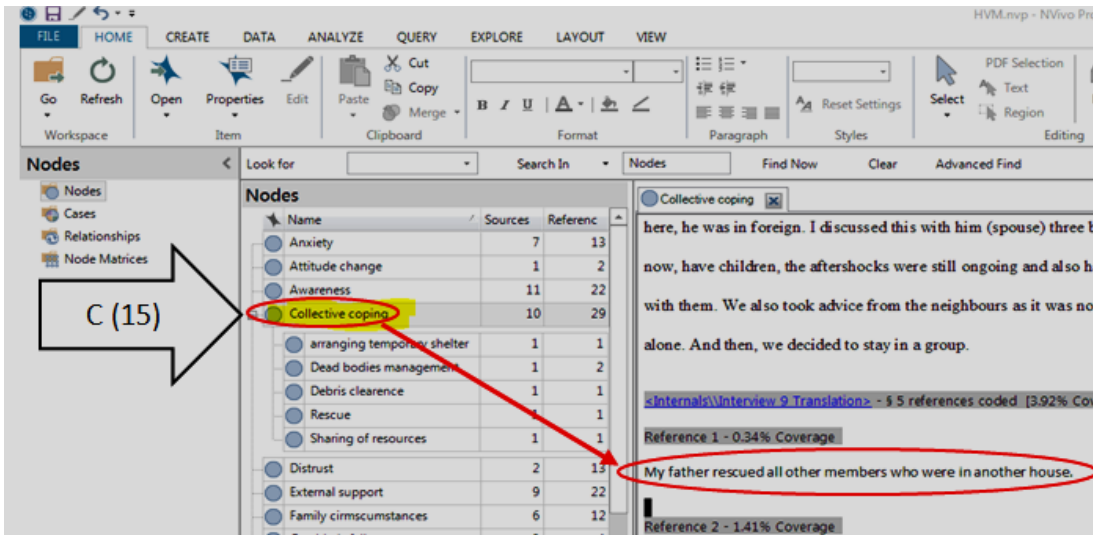 HVM.nvp - NVivo Pro
FILE HOME CREATE DATA ANALYZE QUERY EXPLORE LAYOUT VIEW
Go Refresh Open Properties Edit Paste Cut Copy Merge
B I U A
Reset Settings Select PDF Selection Text Region
Workspace Item Clipboard Format Paragraph Styles Editing
Nodes
Look for Search In Nodes Find Now Clear Advanced Find
Nodes
Cases
Relationships
Node Matrices
C (15)
Nodes
Name Sources Referenc
Anxiety 7 13
Attitude change 1 2
Awareness 11 22
Collective coping 10 29
arranging temporary shelter 1 1
Dead bodies management 1 2
Debris clearence 1 1
Rescue 1 1
Sharing of resources 1 1
Distrust 2 13
External support 9 22
Family cirmscumstances 6 12
Collective coping
here, he was in foreign. I discussed this with him (spouse) three b
now, have children, the aftershocks were still ongoing and also h
with them. We also took advice from the neighbours as it was no
alone. And then, we decided to stay in a group.
<Internals\\Interview 9 Translation> - § 5 references coded [3.92% Cov
Reference 1 - 0.34% Coverage
My father rescued all other members who were in another house.
Reference 2 - 1.41% Coverage